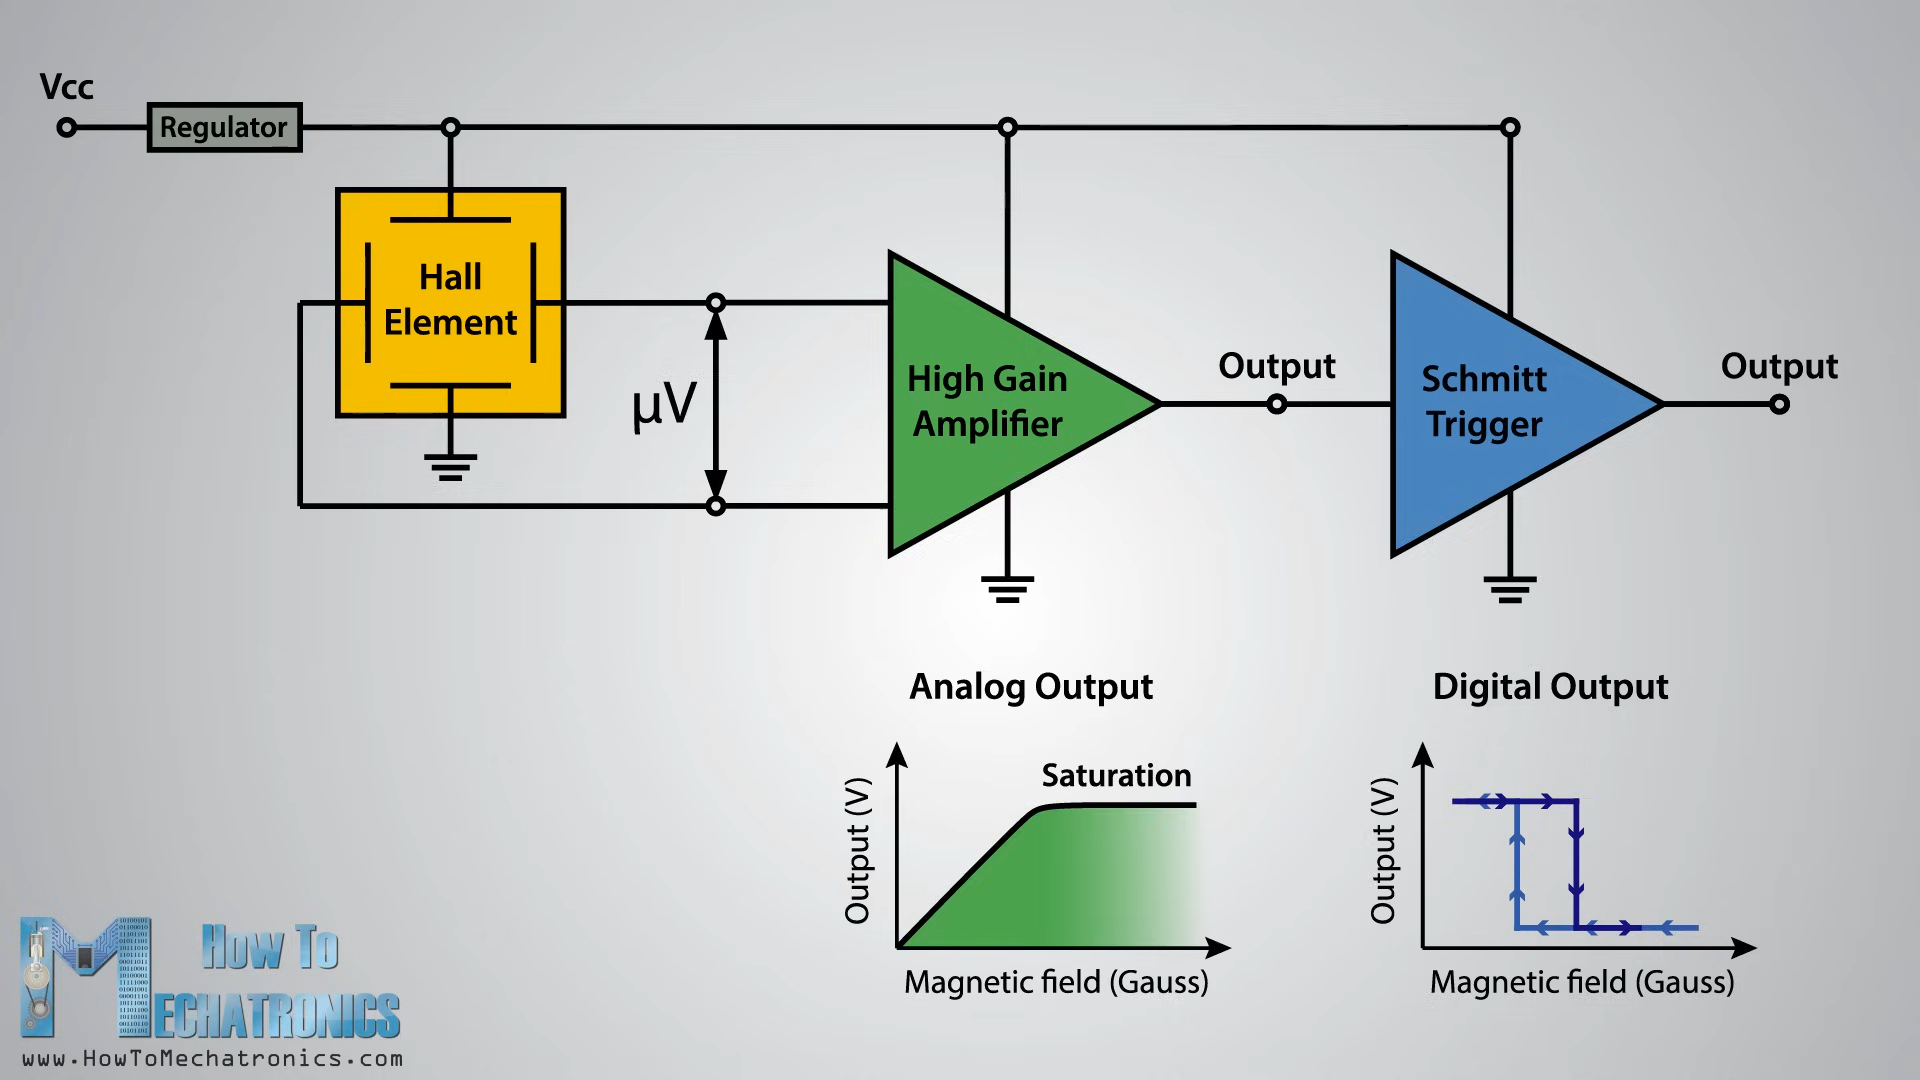 Vcc
Regulator
Hall
Element
μV
High Gain
Amplifier
Output
Schmitt
Trigger
Output
Analog Output
Digital Output
Saturation
Output (V)
Magnetic field (Gauss)
Output (V)
Magnetic field (Gauss)
How To
MECHATRONICS
www.HowToMechatronics.com